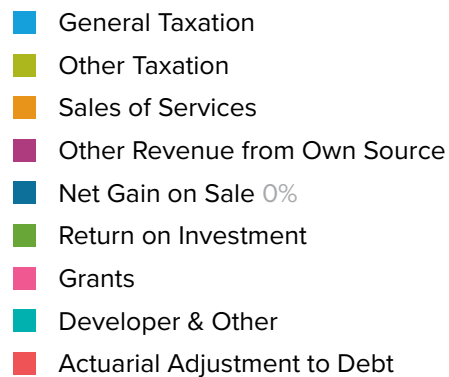 General Taxation
Other Taxation
Sales of Services
Other Revenue from Own Source
Net Gain on Sale 0%
Return on Investment
Grants
Developer & Other
Actuarial Adjustment to Debt